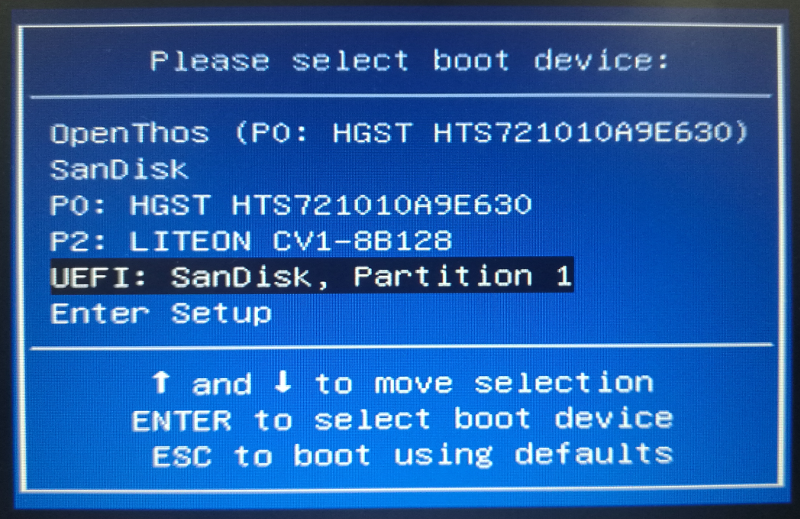 Please select boot device:
OpenThos (P0: HGST HTS721010A9E630)
SanDisk
P0: HGST HTS721010A9E630
P2: LITEON CV1-8B128
UEFI: SanDisk, Partition 1
Enter Setup
↑ and ↓ to move selection
ENTER to select boot device
ESC to boot using defaults